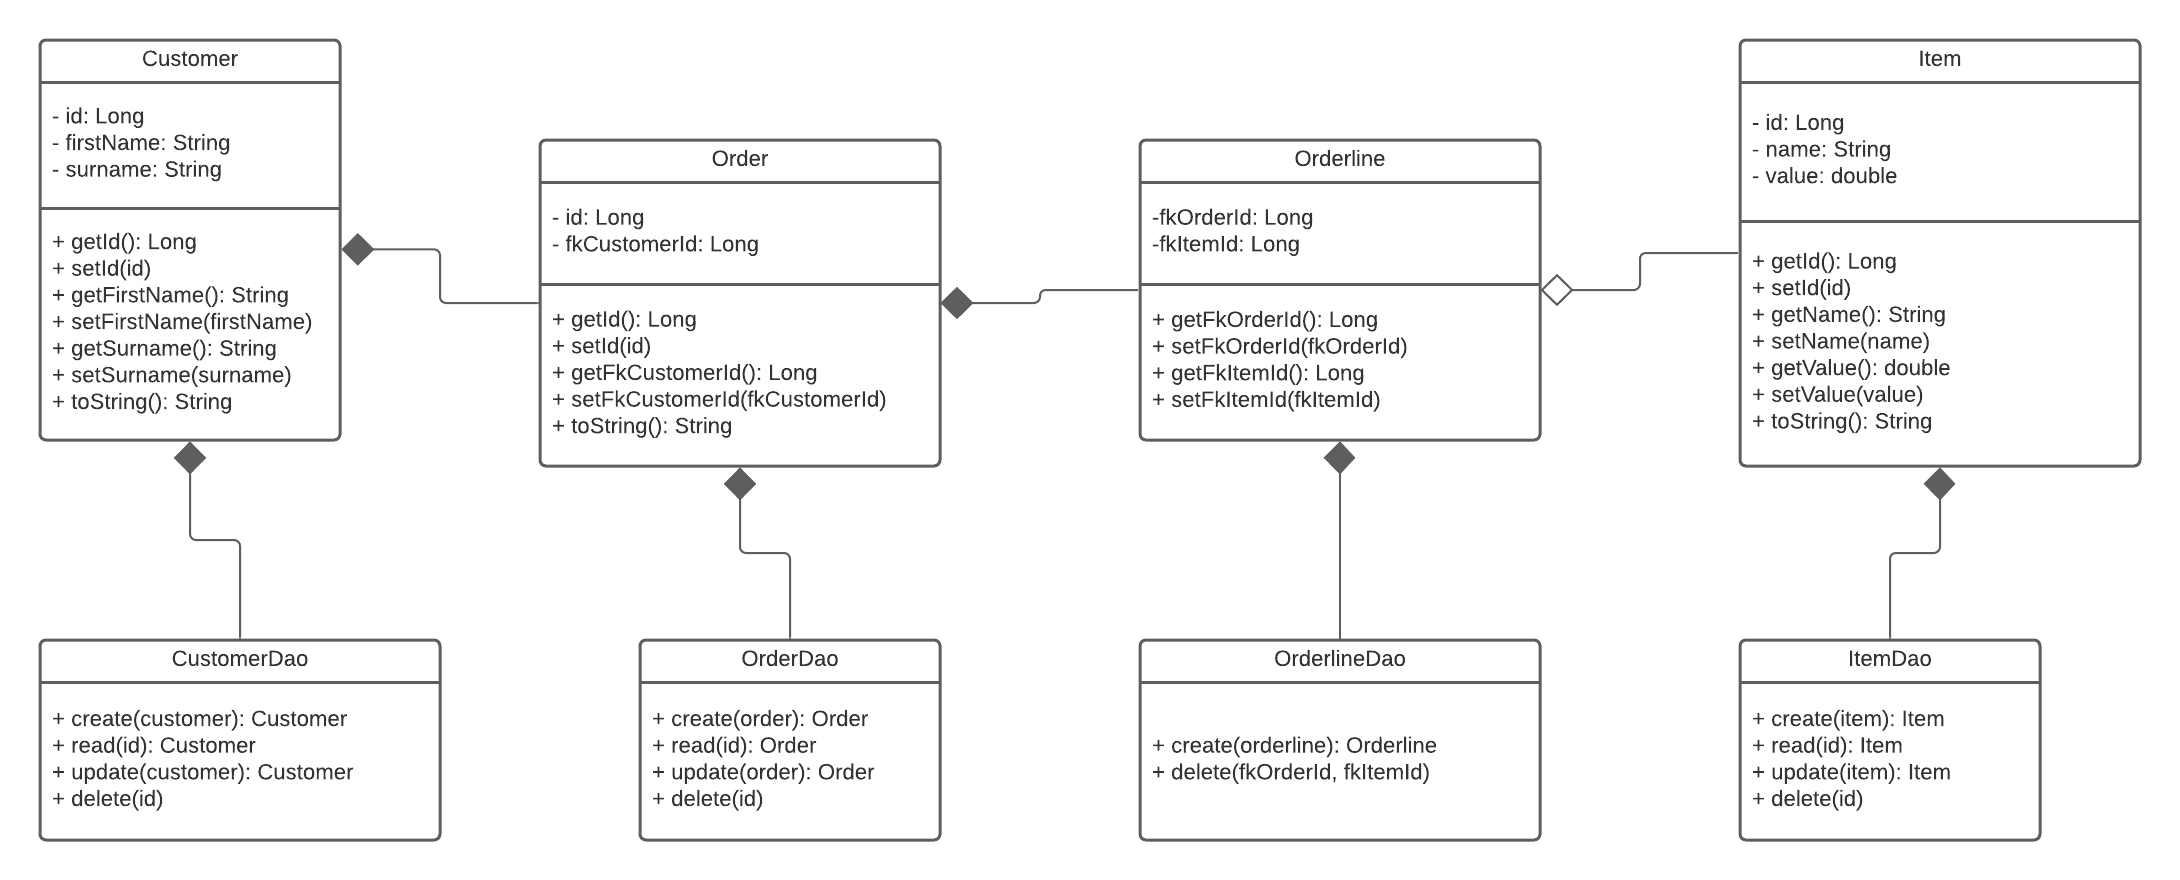 Customer
- id: Long
- firstName: String
- surname: String
+ getId(): Long
+ setId(id)
+ getFirstName(): String
+ setFirstName(firstName)
+ getSurname(): String
+ setSurname(surname)
+ toString(): String
Order
- id: Long
- fkCustomerId: Long
+ getId(): Long
+ setId(id)
+ getFkCustomerId(): Long
+ setFkCustomerId(fkCustomerId)
+ toString(): String
Orderline
-fkOrderId: Long
-fkItemId: Long
+ getFkOrderId(): Long
+ setFkOrderId(fkOrderId)
+ getFkItemId(): Long
+ setFkItemId(fkItemId)
Item
- id: Long
- name: String
- value: double
+ getId(): Long
+ setId(id)
+ getName(): String
+ setName(name)
+ getValue(): double
+ setValue(value)
+ toString(): String
CustomerDao
+ create(customer): Customer
+ read(id): Customer
+ update(customer): Customer
+ delete(id)
OrderDao
+ create(order): Order
+ read(id): Order
+ update(order): Order
+ delete(id)
OrderlineDao
+ create(orderline): Orderline
+ delete(fkOrderId, fkItemId)
ItemDao
+ create(item): Item
+ read(id): Item
+ update(item): Item
+ delete(id)